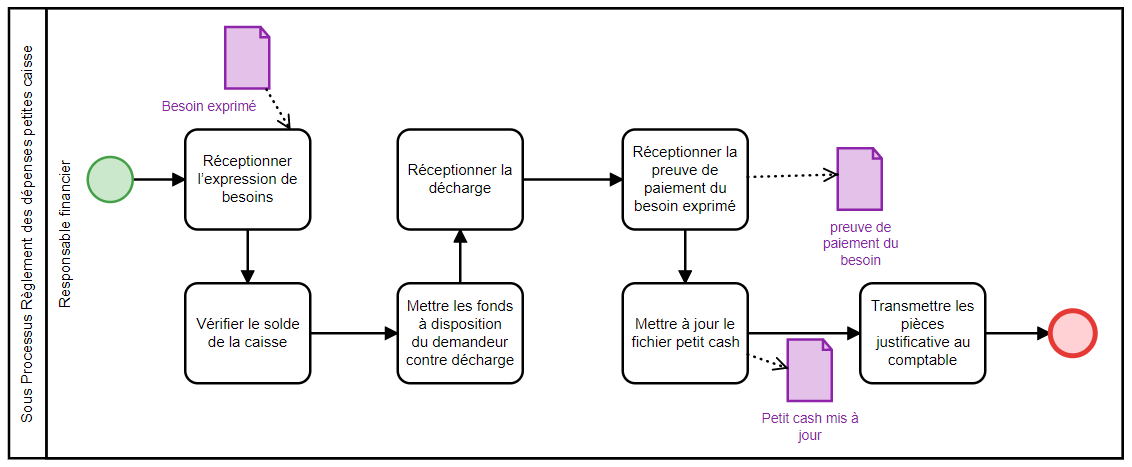 Sous Processus Règlement des dépenses petites caisse
Responsable financier
Besoin exprimé
Réceptionner
l'expression de
besoins
Vérifier le solde
de la caisse
Mettre les fonds
à disposition
du demandeur
contre décharge
Réceptionner la
décharge
Réceptionner la
preuve de
paiement du
besoin exprimé
preuve de
paiement du
besoin
Mettre à jour le
fichier petit cash
Petit cash mis à
jour
Transmettre les
pièces
justificative au
comptable